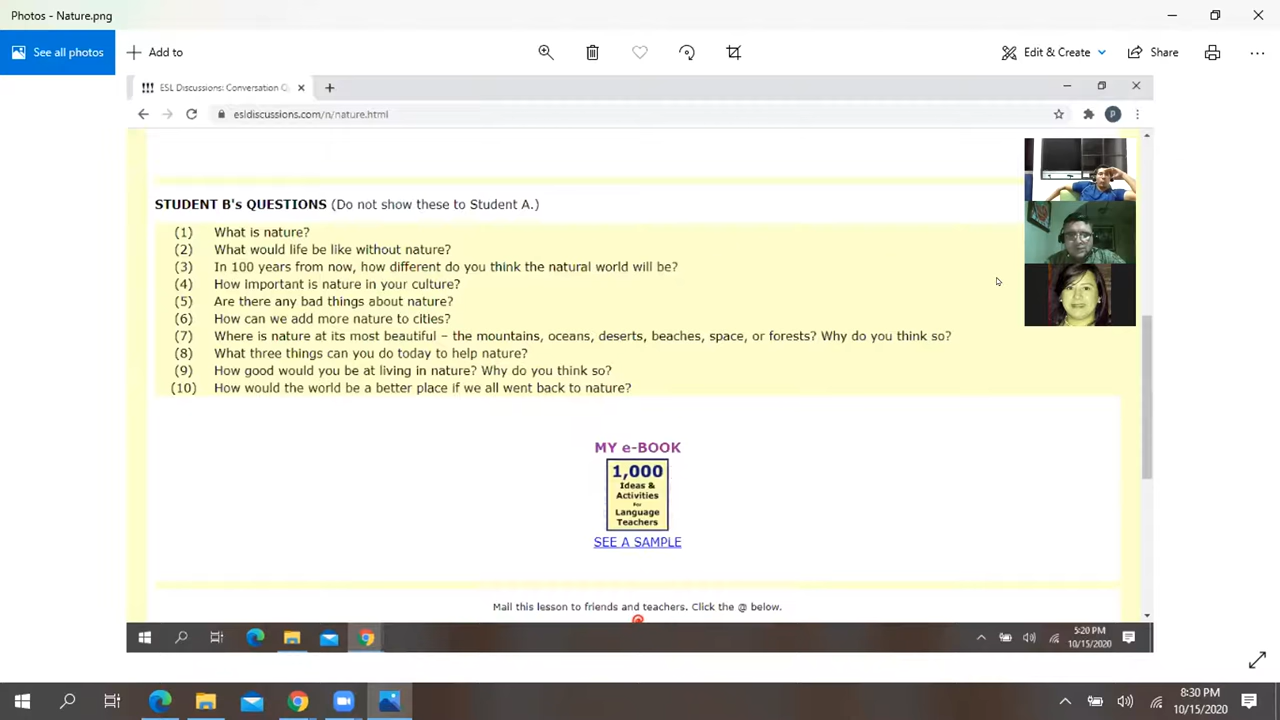 Photos - Nature.png
See all photos
Add to
Edit & Create
Share
ESL Discussions: Conversation Q
esldiscussions.com/n/nature.html
P
STUDENT B's QUESTIONS (Do not show these to Student A.)
(1) What is nature?
(2) What would life be like without nature?
(3) In 100 years from now, how different do you think the natural world will be?
(4) How important is nature in your culture?
(5) Are there any bad things about nature?
(6) How can we add more nature to cities?
(7) Where is nature at its most beautiful – the mountains, oceans, deserts, beaches, space, or forests? Why do you think so?
(8) What three things can you do today to help nature?
(9) How good would you be at living in nature? Why do you think so?
(10) How would the world be a better place if we all went back to nature?
MY e-BOOK
1,000
Ideas &
Activities
For
Language
Teachers
SEE A SAMPLE
Mail this lesson to friends and teachers. Click the @ below.
5:20 PM
10/15/2020
8:30 PM
10/15/2020